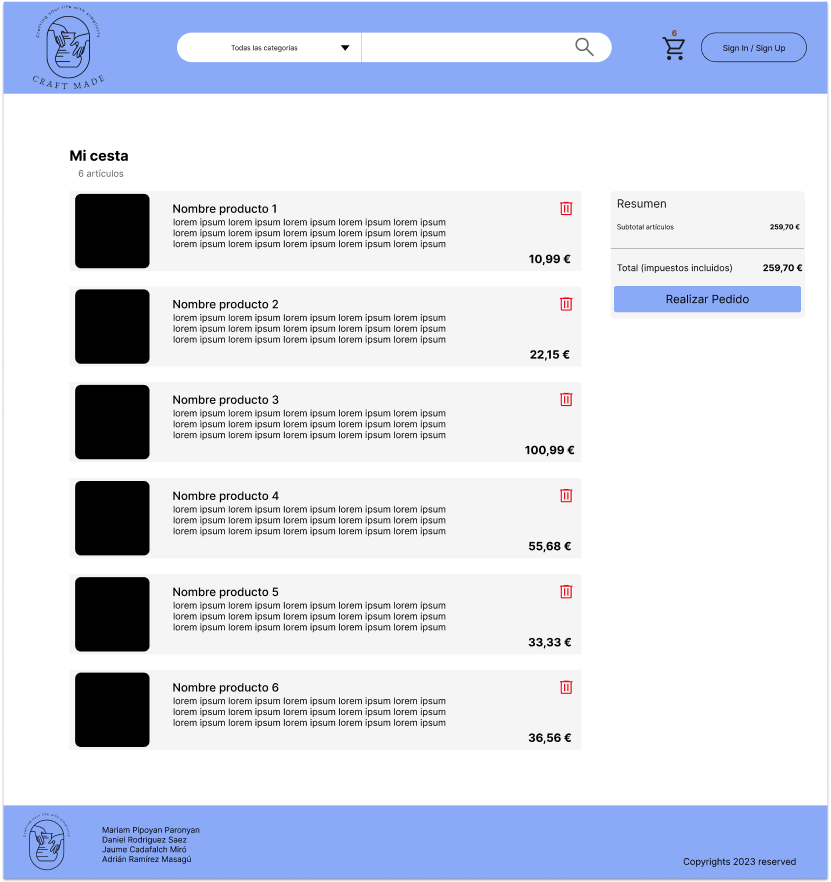 Crafting your life with simplicity
CRAFT MADE
Todas las categorías
6
Sign In / Sign Up
Mi cesta
6 artículos
Nombre producto 1
lorem ipsum lorem ipsum lorem ipsum lorem ipsum lorem ipsum
lorem ipsum lorem ipsum lorem ipsum lorem ipsum lorem ipsum
lorem ipsum lorem ipsum lorem ipsum lorem ipsum lorem ipsum
10,99 €
Resumen
Subtotal artículos 259,70 €
Total (impuestos incluidos) 259,70 €
Realizar Pedido
Nombre producto 2
lorem ipsum lorem ipsum lorem ipsum lorem ipsum lorem ipsum
lorem ipsum lorem ipsum lorem ipsum lorem ipsum lorem ipsum
lorem ipsum lorem ipsum lorem ipsum lorem ipsum lorem ipsum
22,15 €
Nombre producto 3
lorem ipsum lorem ipsum lorem ipsum lorem ipsum lorem ipsum
lorem ipsum lorem ipsum lorem ipsum lorem ipsum lorem ipsum
lorem ipsum lorem ipsum lorem ipsum lorem ipsum lorem ipsum
100,99 €
Nombre producto 4
lorem ipsum lorem ipsum lorem ipsum lorem ipsum lorem ipsum
lorem ipsum lorem ipsum lorem ipsum lorem ipsum lorem ipsum
lorem ipsum lorem ipsum lorem ipsum lorem ipsum lorem ipsum
55,68 €
Nombre producto 5
lorem ipsum lorem ipsum lorem ipsum lorem ipsum lorem ipsum
lorem ipsum lorem ipsum lorem ipsum lorem ipsum lorem ipsum
lorem ipsum lorem ipsum lorem ipsum lorem ipsum lorem ipsum
33,33 €
Nombre producto 6
lorem ipsum lorem ipsum lorem ipsum lorem ipsum lorem ipsum
lorem ipsum lorem ipsum lorem ipsum lorem ipsum lorem ipsum
lorem ipsum lorem ipsum lorem ipsum lorem ipsum lorem ipsum
36,56 €
Crafting your life with simplicity
Mariam Pipoyan Paronyan
Daniel Rodriguez Saez
Jaume Cadafalch Miró
Adrián Ramírez Masagú
Copyrights 2023 reserved